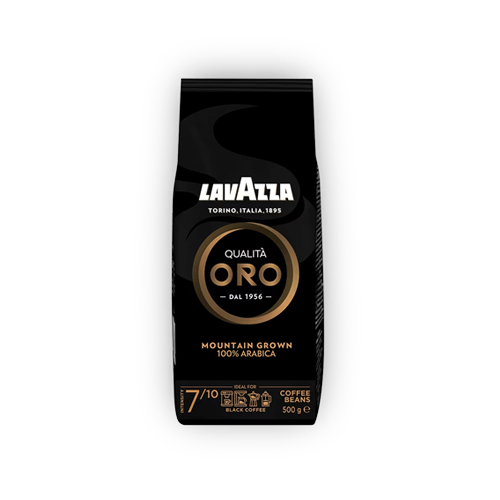 LAVAZZA
TORINO, ITALIA, 1895
QUALITÀ
ORO
DAL 1956
MOUNTAIN GROWN
100% ARABICA
INTENSITY
7/10
IDEAL FOR
BLACK COFFEE
COFFEE
BEANS
500 g ℮